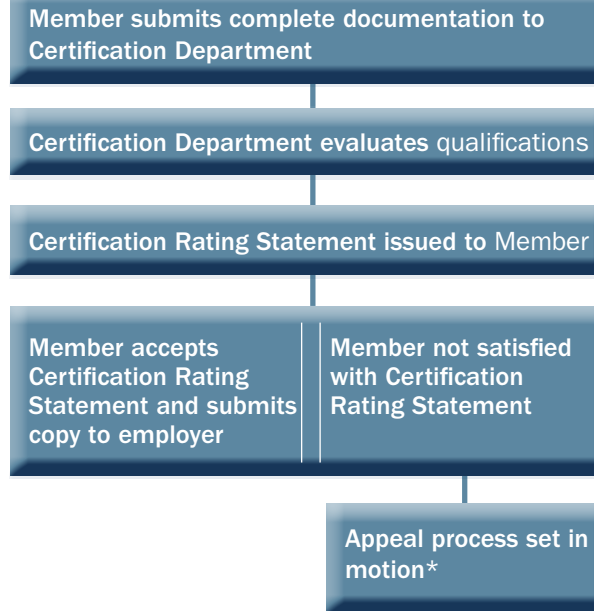 Member submits complete documentation to
Certification Department
Certification Department evaluates qualifications
Certification Rating Statement issued to Member
Member accepts
Certification Rating
Statement and submits
copy to employer
Member not satisfied
with Certification
Rating Statement
Appeal process set in
motion*